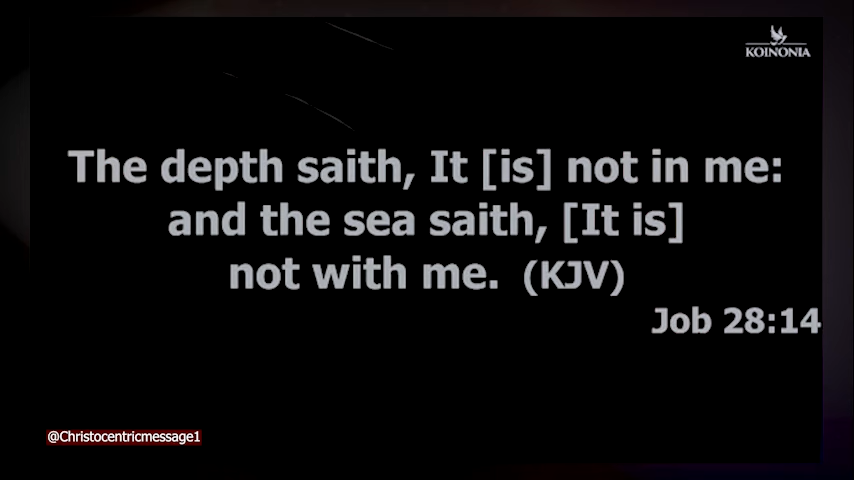 KOINONIA
The depth saith, It [is] not in me:
and the sea saith, [It is]
not with me. (KJV)
Job 28:14
@Christocentricmessage1